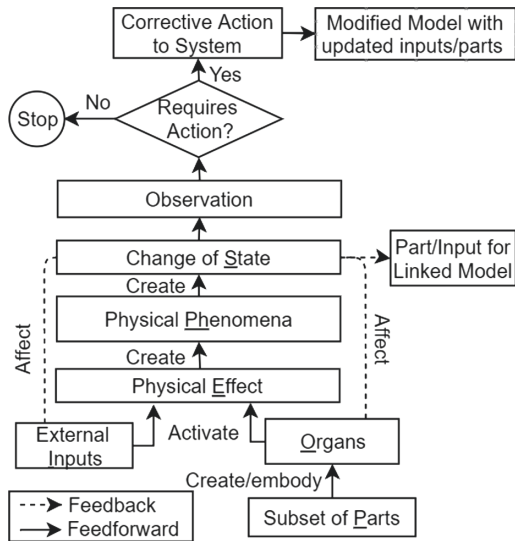 Corrective Action
to System
Modified Model with
updated inputs/parts
Yes
No
Requires
Action?
Stop
Observation
Change of State
Part/Input for
Linked Model
Create
Physical Phenomena
Affect
Affect
Create
Physical Effect
External
Inputs
Activate
Organs
Create/embody
Feedback
Feedforward
Subset of Parts